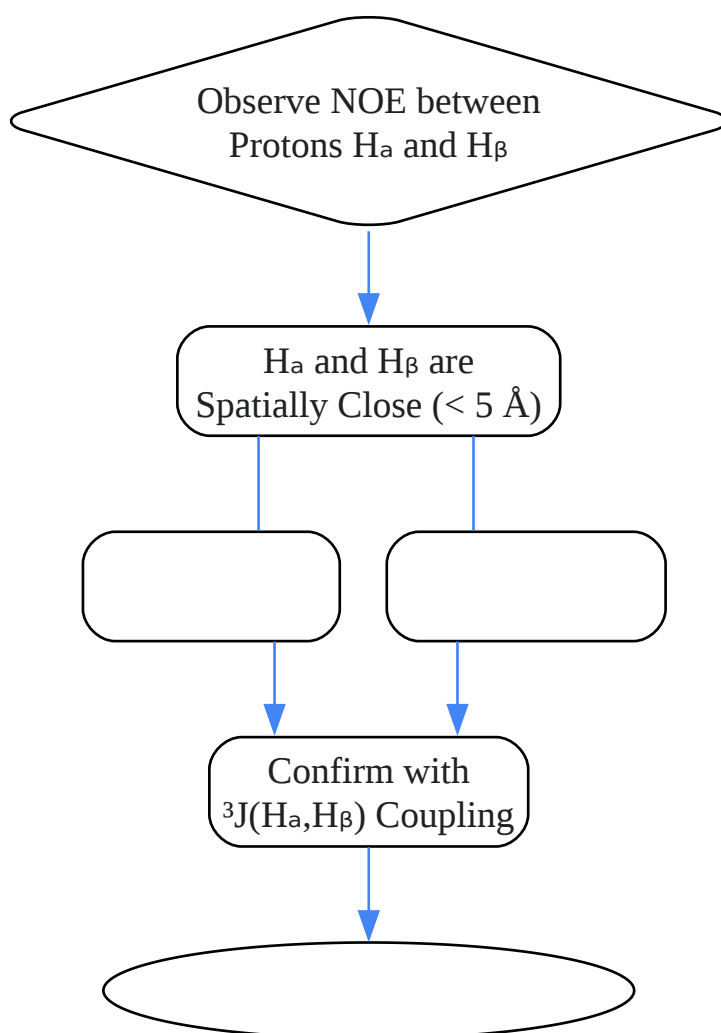 Observe NOE between
Protons Hₐ and Hᵦ
Hₐ and Hᵦ are
Spatially Close (< 5 Å)
Confirm with
³J(Hₐ,Hᵦ) Coupling